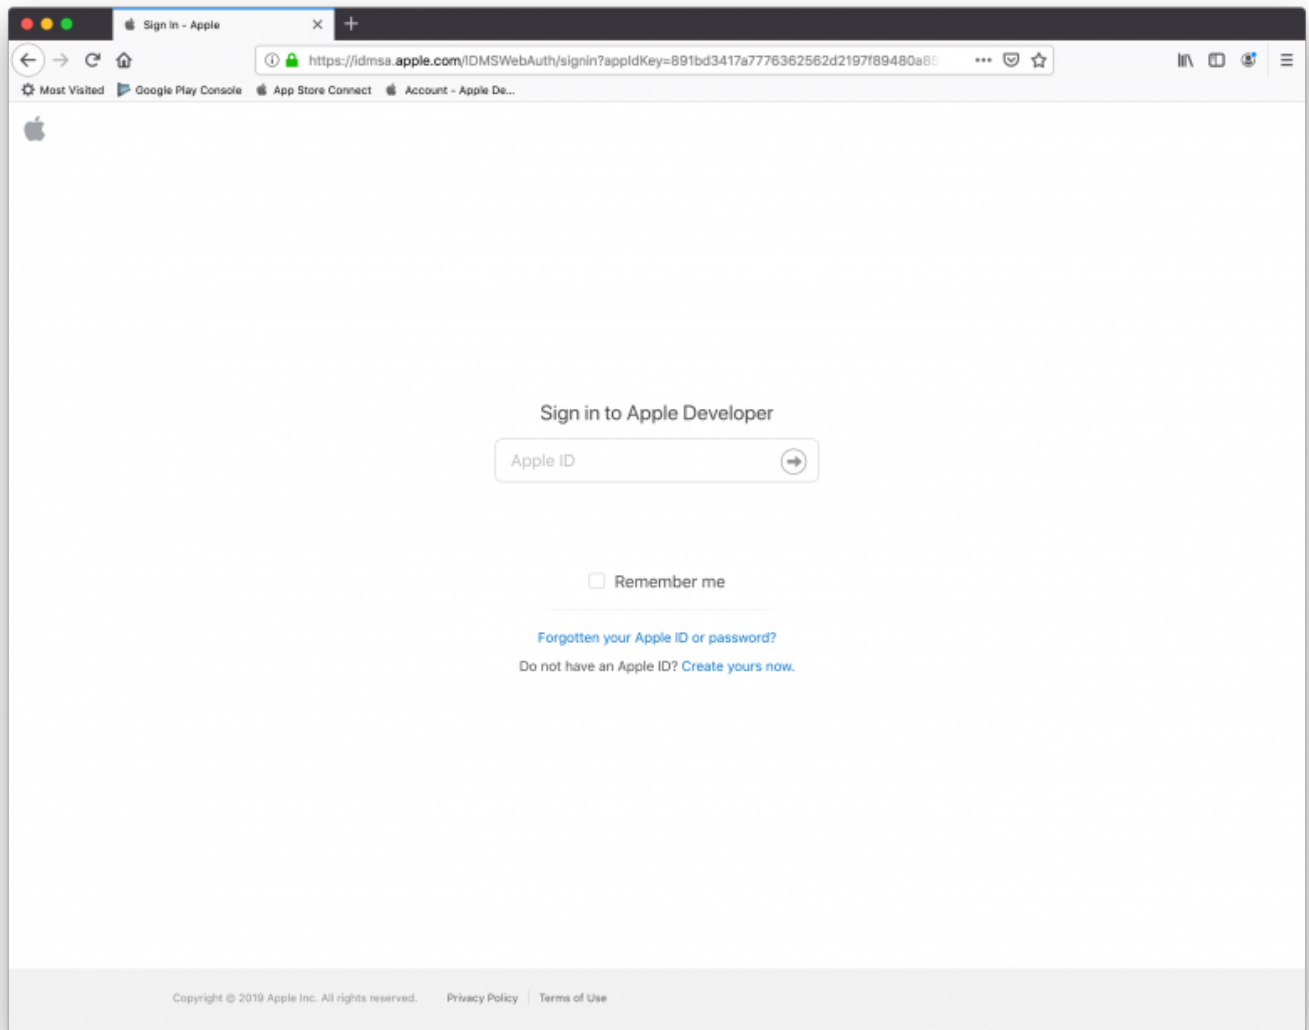 Sign In - Apple
https://idmsa.apple.com/IDMSWebAuth/signin?appIdKey=891bd3417a7776362562d2197f89480a85
Most Visited Google Play Console App Store Connect Account - Apple De...
Sign in to Apple Developer
Apple ID
Remember me
Forgotten your Apple ID or password?
Do not have an Apple ID? Create yours now.
Copyright © 2019 Apple Inc. All rights reserved. Privacy Policy Terms of Use